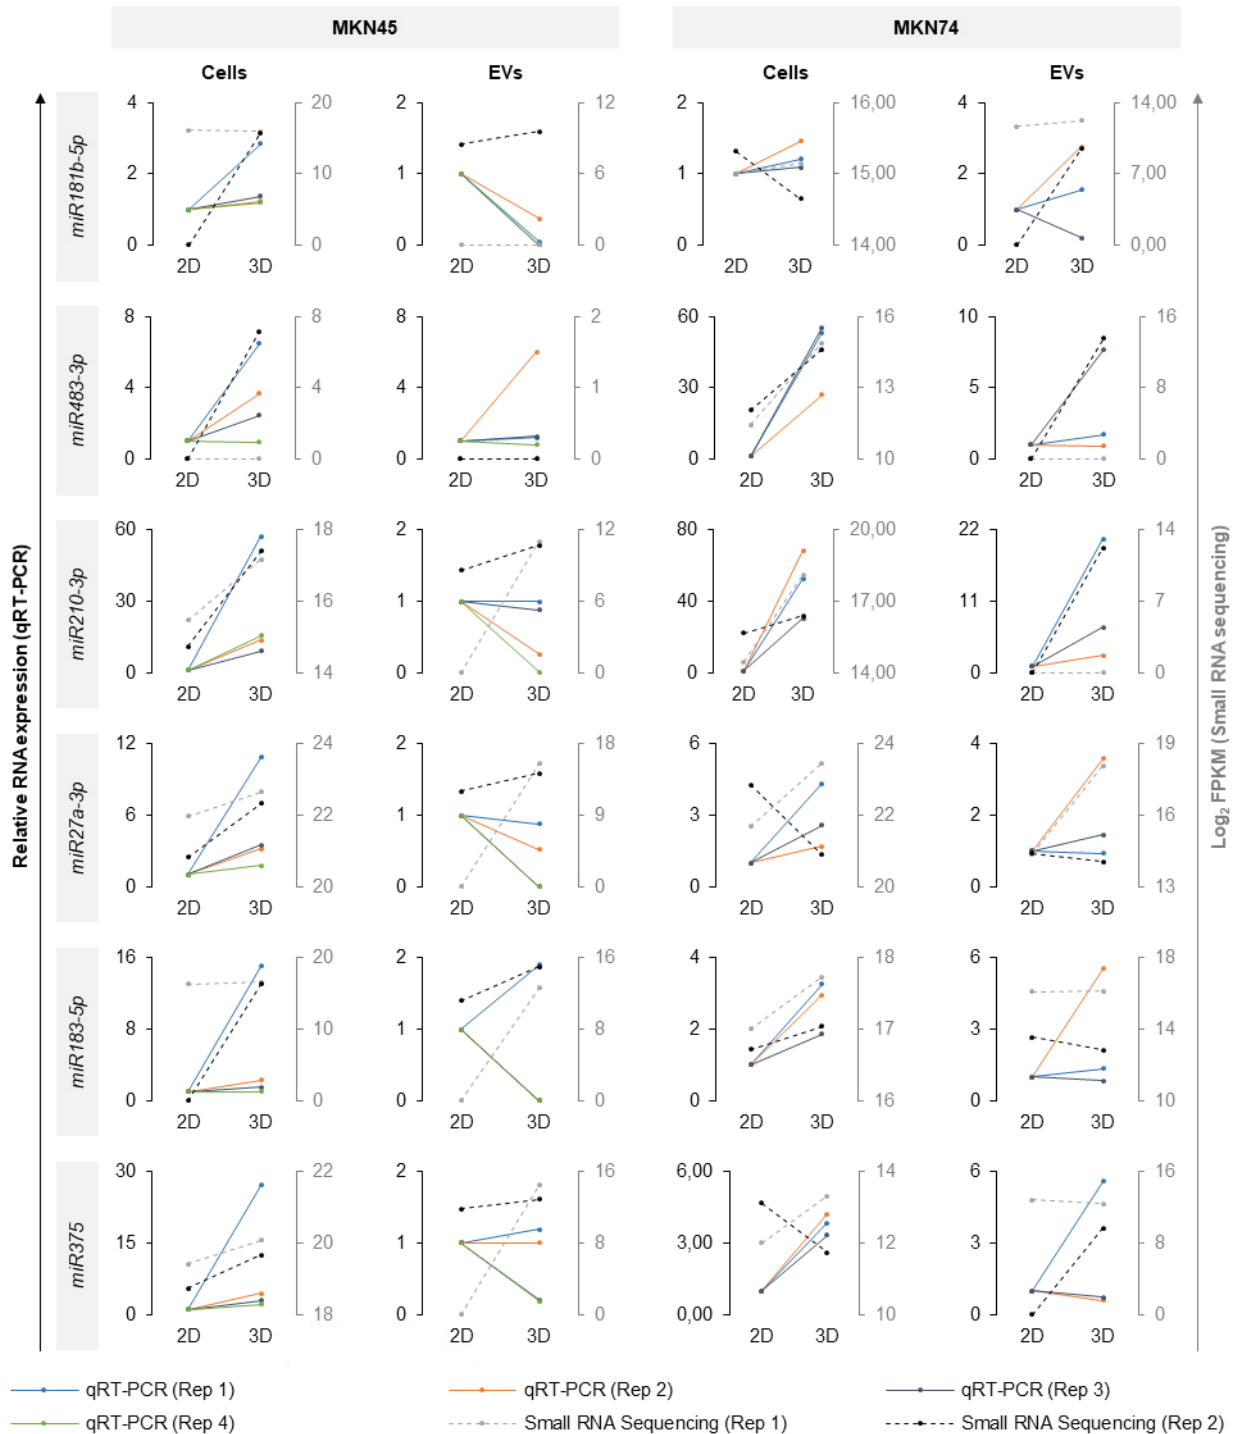 MKN45 MKN74
Cells EVs Cells EVs
Relative RNA expression (qRT-PCR)
Log₂ FPKM (Small RNA sequencing)
miR181b-5p
4 20 2 12 2 16,00 4 14,00
2 10 1 6 1 15,00 2 7,00
0 0 0 0 0 14,00 0 0,00
2D 3D 2D 3D 2D 3D 2D 3D
miR483-3p
8 8 8 2 60 16 10 16
4 4 4 1 30 13 5 8
0 0 0 0 0 10 0 0
2D 3D 2D 3D 2D 3D 2D 3D
miR210-3p
60 18 2 12 80 20,00 22 14
30 16 1 6 40 17,00 11 7
0 14 0 0 0 14,00 0 0
2D 3D 2D 3D 2D 3D 2D 3D
miR27a-3p
12 24 2 18 6 24 4 19
6 22 1 9 3 22 2 16
0 20 0 0 0 20 0 13
2D 3D 2D 3D 2D 3D 2D 3D
miR183-5p
16 20 2 16 4 18 6 18
8 10 1 8 2 17 3 14
0 0 0 0 0 16 0 10
2D 3D 2D 3D 2D 3D 2D 3D
miR375
30 22 2 16 6,00 14 6 16
15 20 1 8 3,00 12 3 8
0 18 0 0 0,00 10 0 0
2D 3D 2D 3D 2D 3D 2D 3D
qRT-PCR (Rep 1) qRT-PCR (Rep 2) qRT-PCR (Rep 3)
qRT-PCR (Rep 4) Small RNA Sequencing (Rep 1) Small RNA Sequencing (Rep 2)